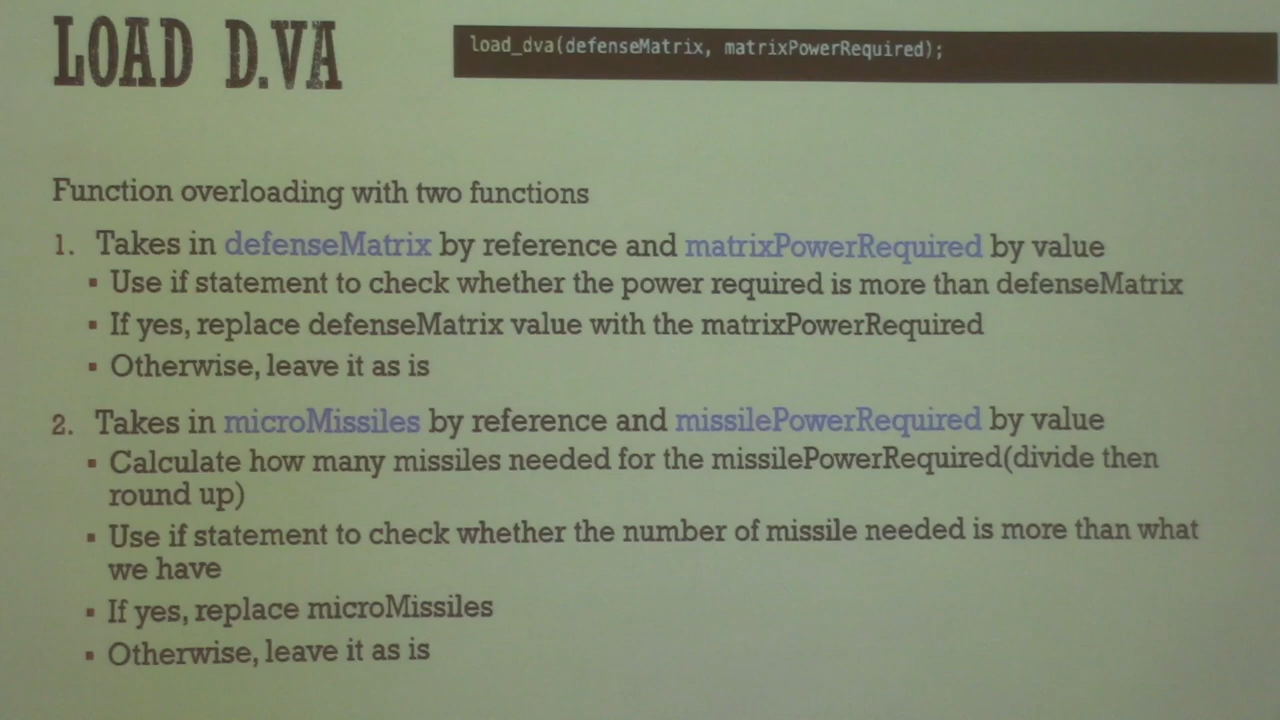 LOAD D.VA
load_dva(defenseMatrix, matrixPowerRequired);
Function overloading with two functions
1. Takes in defenseMatrix by reference and matrixPowerRequired by value
▪ Use if statement to check whether the power required is more than defenseMatrix
▪ If yes, replace defenseMatrix value with the matrixPowerRequired
▪ Otherwise, leave it as is
2. Takes in microMissiles by reference and missilePowerRequired by value
▪ Calculate how many missiles needed for the missilePowerRequired(divide then
round up)
▪ Use if statement to check whether the number of missile needed is more than what
we have
▪ If yes, replace microMissiles
▪ Otherwise, leave it as is